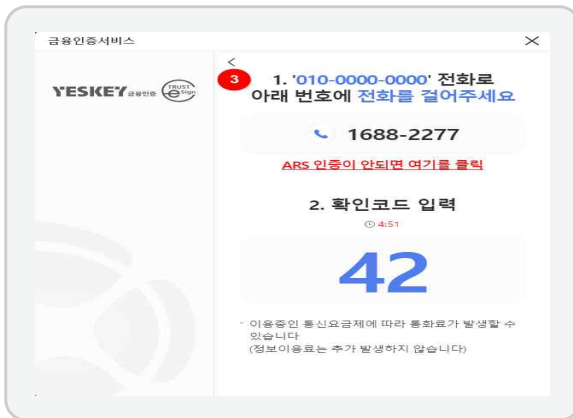 금융인증서비스
YESKEY 금융인증 TRUST eSign
3
1. '010-0000-0000' 전화로
아래 번호에 전화를 걸어주세요
1688-2277
ARS 인증이 안되면 여기를 클릭
2. 확인코드 입력
4:51
42
* 이용중인 통신요금제에 따라 통화료가 발생할 수
있습니다
(정보이용료는 추가 발생하지 않습니다)